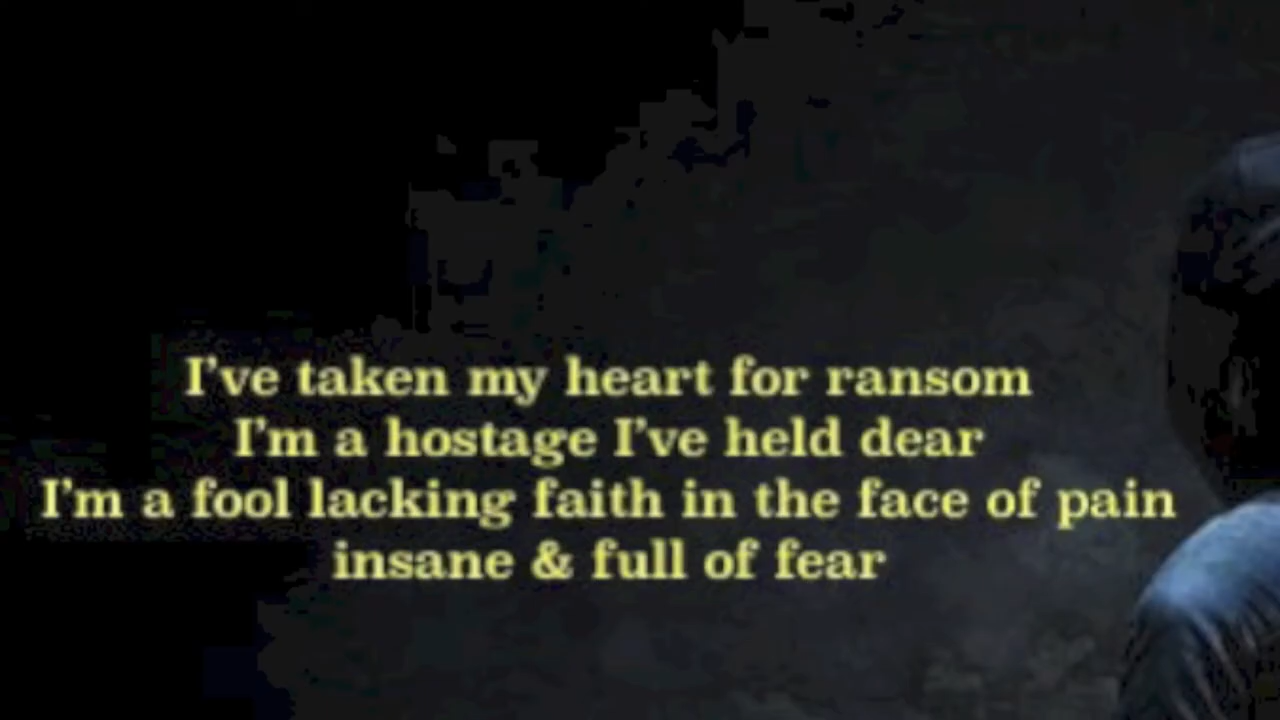 I've taken my heart for ransom
I'm a hostage I've held dear
I'm a fool lacking faith in the face of pain
insane & full of fear